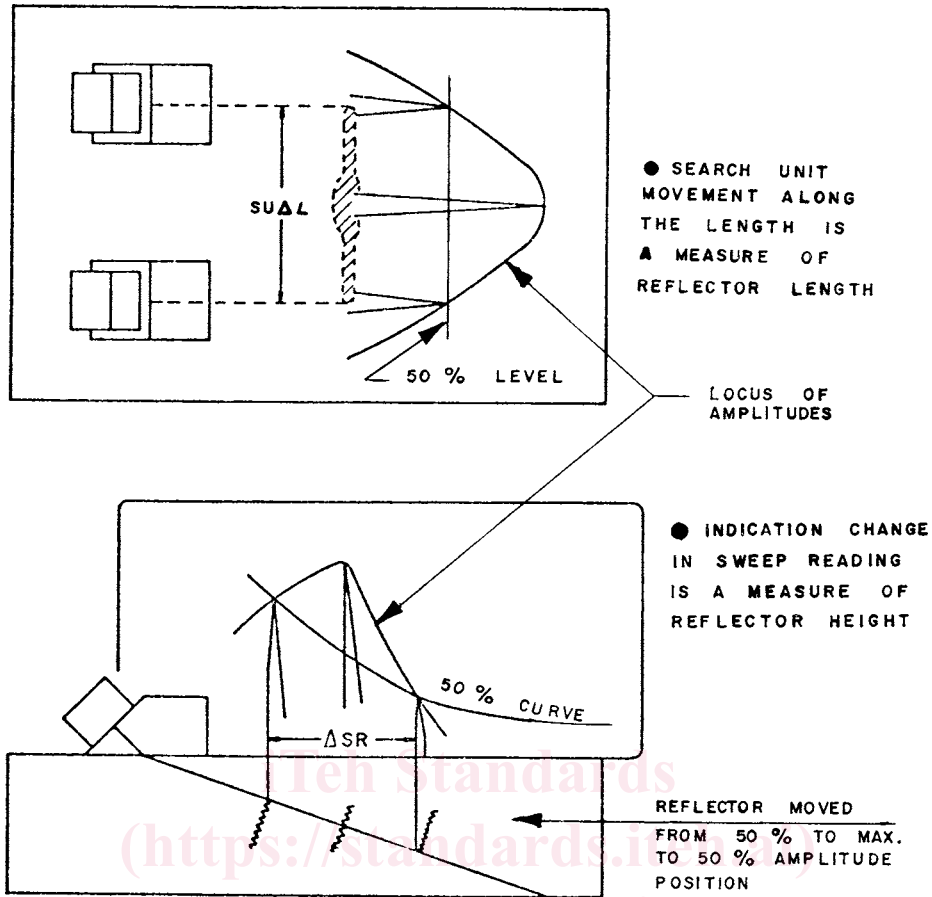 SUΔL
50 % LEVEL
● SEARCH UNIT
MOVEMENT ALONG
THE LENGTH IS
A MEASURE OF
REFLECTOR LENGTH
LOCUS OF
AMPLITUDES
● INDICATION CHANGE
IN SWEEP READING
IS A MEASURE OF
REFLECTOR HEIGHT
50 % CURVE
ΔSR
iTeh Standards
(https://standards.iteh.ai)
REFLECTOR MOVED
FROM 50 % TO MAX.
TO 50 % AMPLITUDE
POSITION